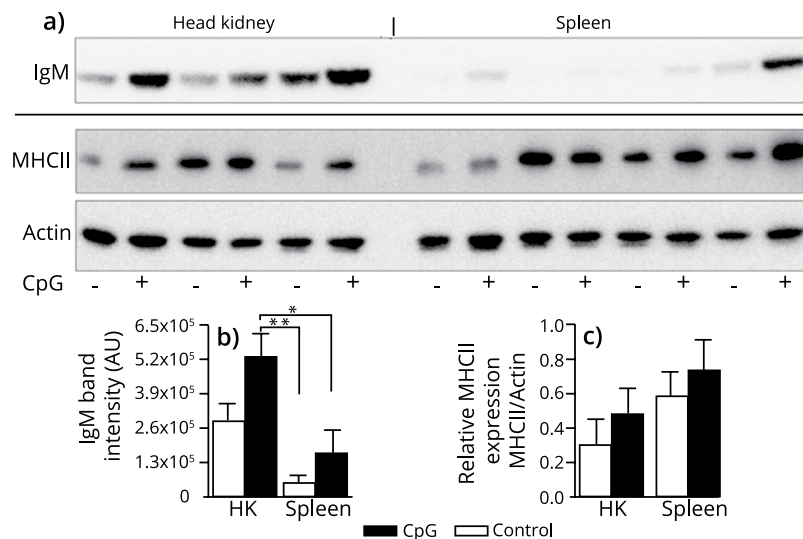 a) Head kidney | Spleen
IgM
MHCII
Actin
CpG - + - + - + - + - + - + - +
b)
IgM band
intensity (AU)
6.5x10⁵
5.2x10⁵
3.9x10⁵
2.6x10⁵
1.3x10⁵
0
*
**
HK Spleen
c)
Relative MHCII
expression
MHCII/Actin
1.0
0.8
0.6
0.4
0.2
0.0
HK Spleen
CpG Control